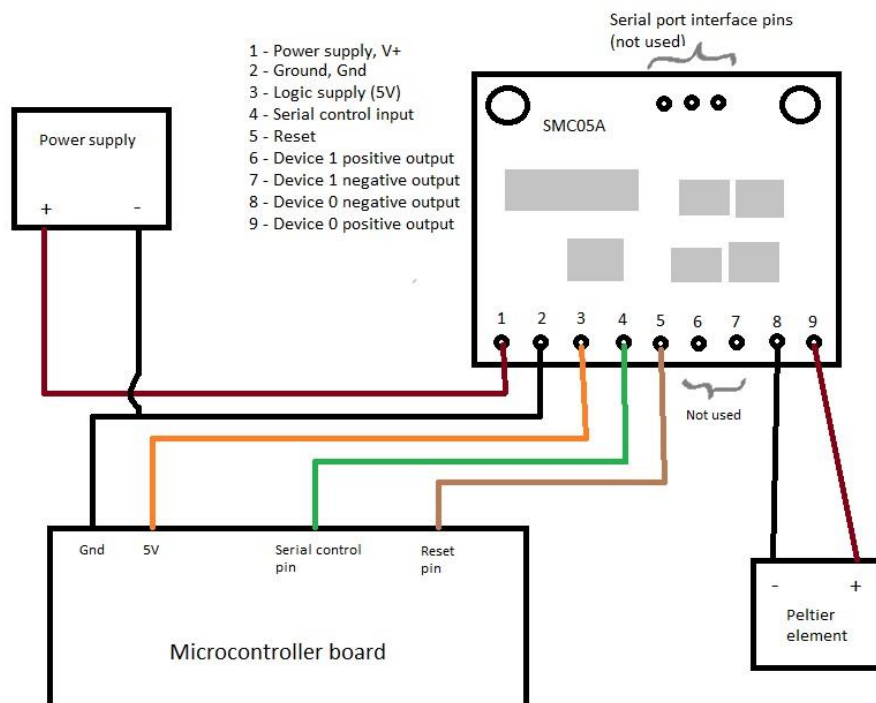 Serial port interface pins
(not used)
1 - Power supply, V+
2 - Ground, Gnd
3 - Logic supply (5V)
4 - Serial control input
5 - Reset
6 - Device 1 positive output
7 - Device 1 negative output
8 - Device 0 negative output
9 - Device 0 positive output
Power supply
+ -
SMC05A
1 2 3 4 5 6 7 8 9
Not used
Gnd 5V Serial control
pin
Reset
pin
Microcontroller board
- +
Peltier
element